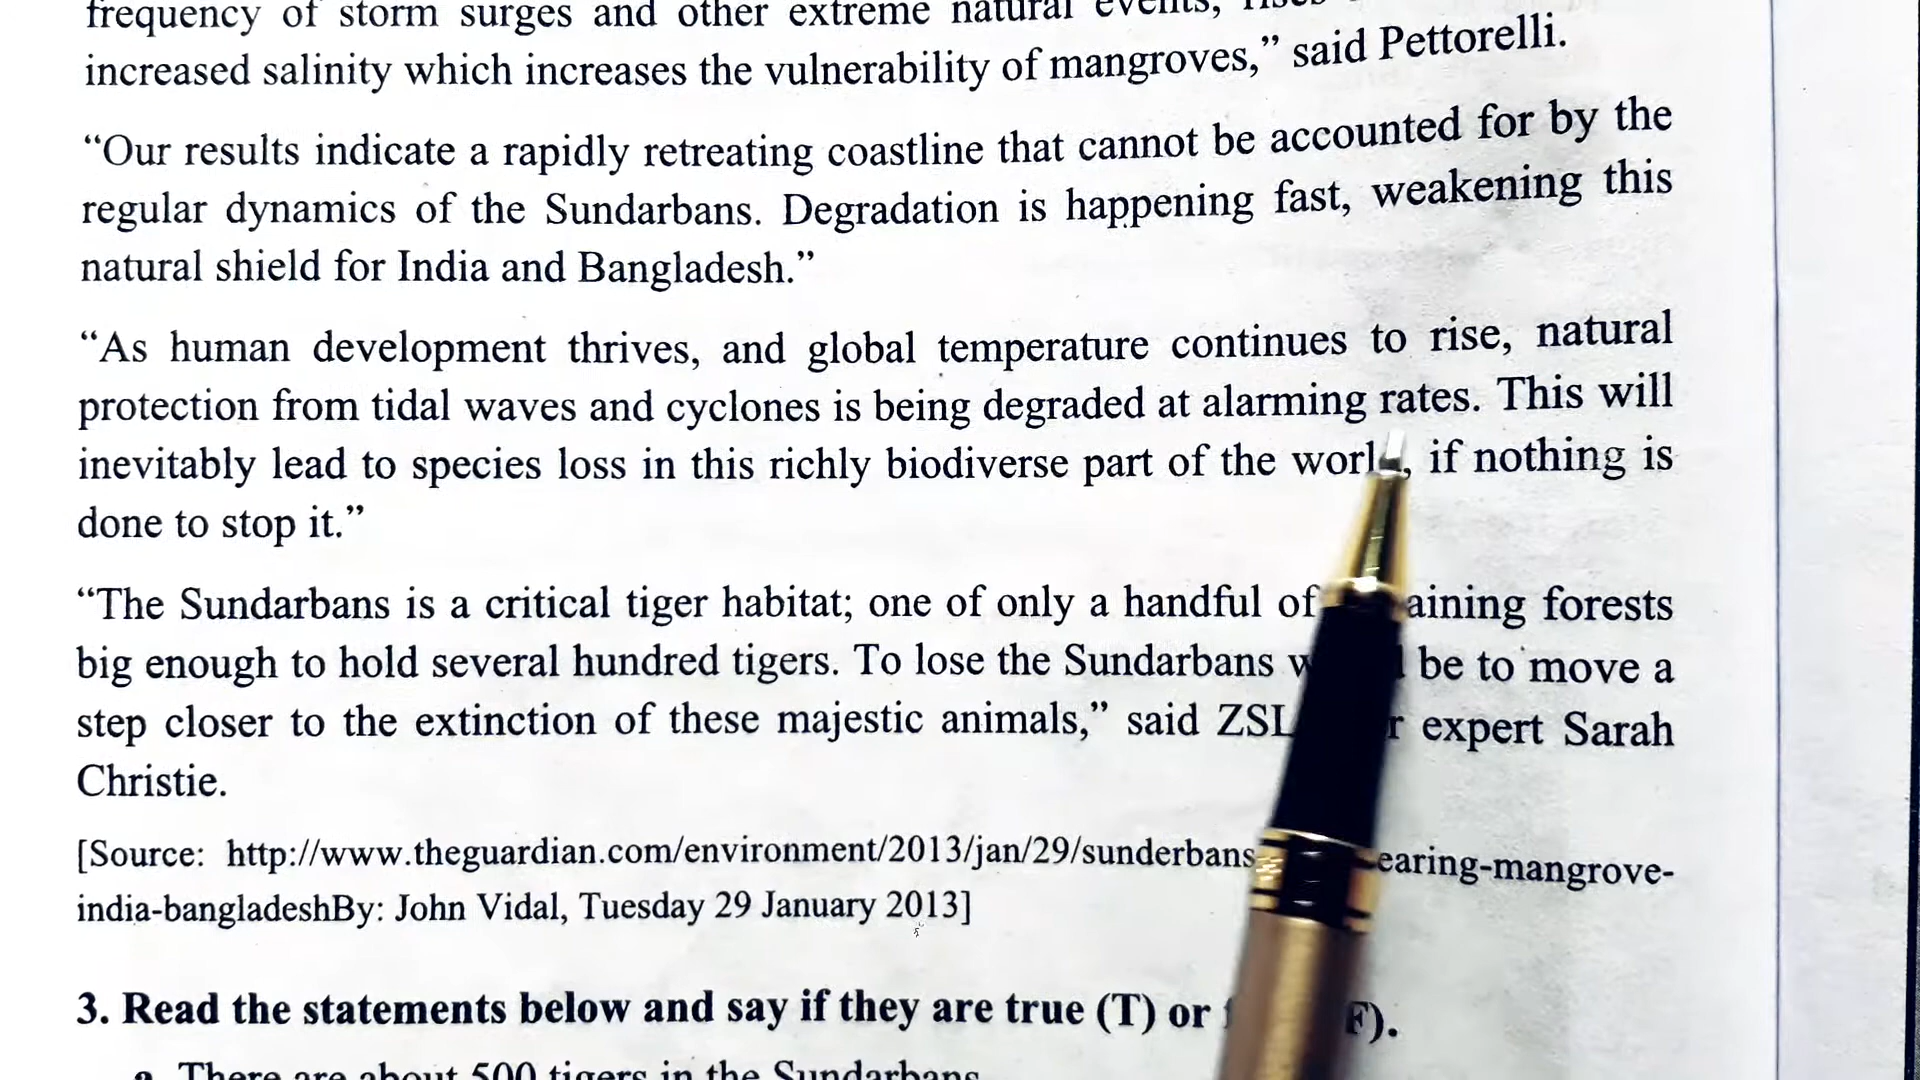 frequency of storm surges and other extreme natural events,
increased salinity which increases the vulnerability of mangroves,” said Pettorelli.
“Our results indicate a rapidly retreating coastline that cannot be accounted for by the
regular dynamics of the Sundarbans. Degradation is happening fast, weakening this
natural shield for India and Bangladesh.”
“As human development thrives, and global temperature continues to rise, natural
protection from tidal waves and cyclones is being degraded at alarming rates. This will
inevitably lead to species loss in this richly biodiverse part of the world, if nothing is
done to stop it.”
“The Sundarbans is a critical tiger habitat; one of only a handful of forests
big enough to hold several hundred tigers. To lose the Sundarbans be to move a
step closer to the extinction of these majestic animals,” said ZSL expert Sarah
Christie.
[Source: http://www.theguardian.com/environment/2013/jan/29/sunderbans earing-mangrove-
india-bangladeshBy: John Vidal, Tuesday 29 January 2013]
3. Read the statements below and say if they are true (T) or F).
a. There are about 500 tigers in the Sundarbans